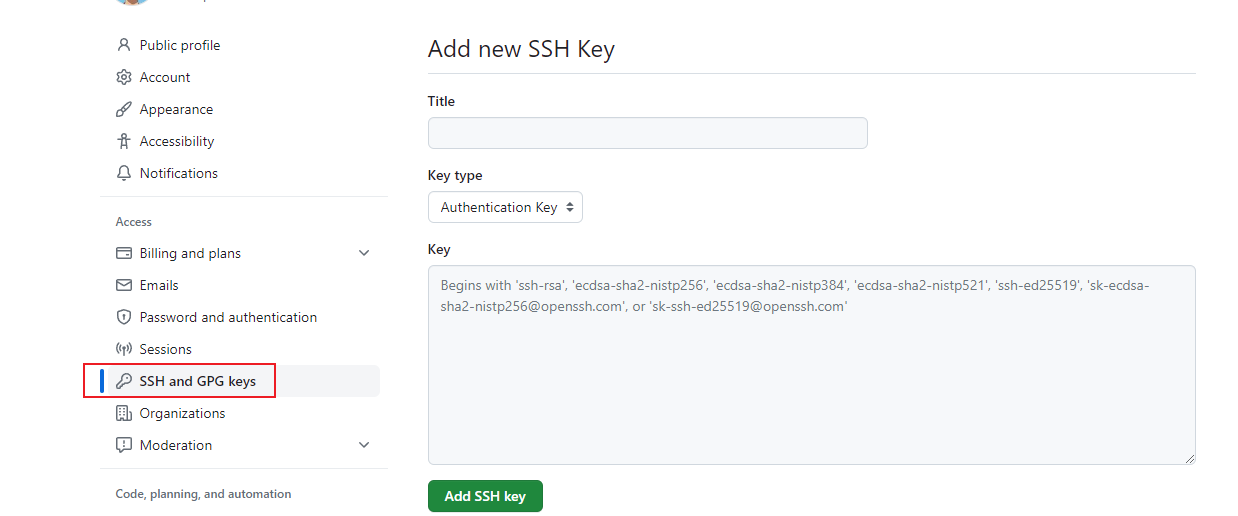 Public profile
Account
Appearance
Accessibility
Notifications
Access
Billing and plans
Emails
Password and authentication
Sessions
SSH and GPG keys
Organizations
Moderation
Code, planning, and automation
Add new SSH Key
Title
Key type
Authentication Key
Key
Begins with 'ssh-rsa', 'ecdsa-sha2-nistp256', 'ecdsa-sha2-nistp384', 'ecdsa-sha2-nistp521', 'ssh-ed25519', 'sk-ecdsa-
sha2-nistp256@openssh.com', or 'sk-ssh-ed25519@openssh.com'
Add SSH key